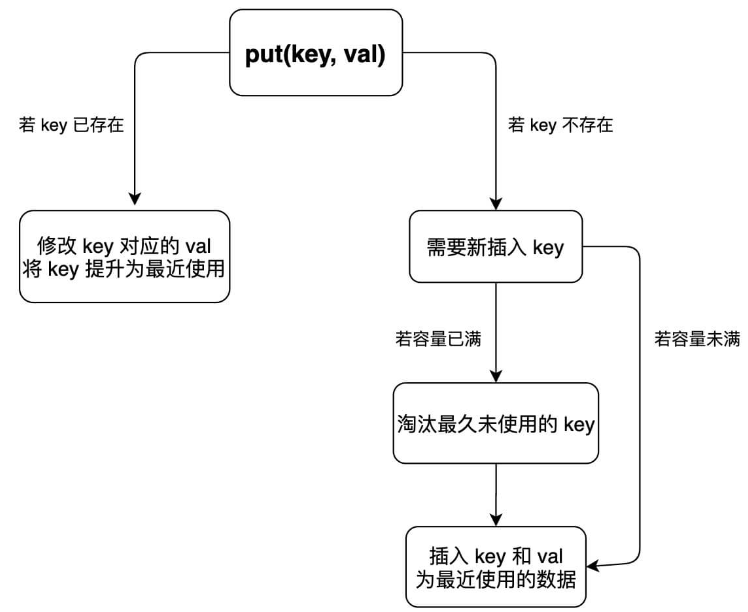 put(key, val)
若 key 已存在
若 key 不存在
修改 key 对应的 val
将 key 提升为最近使用
需要新插入 key
若容量已满
若容量未满
淘汰最久未使用的 key
插入 key 和 val
为最近使用的数据